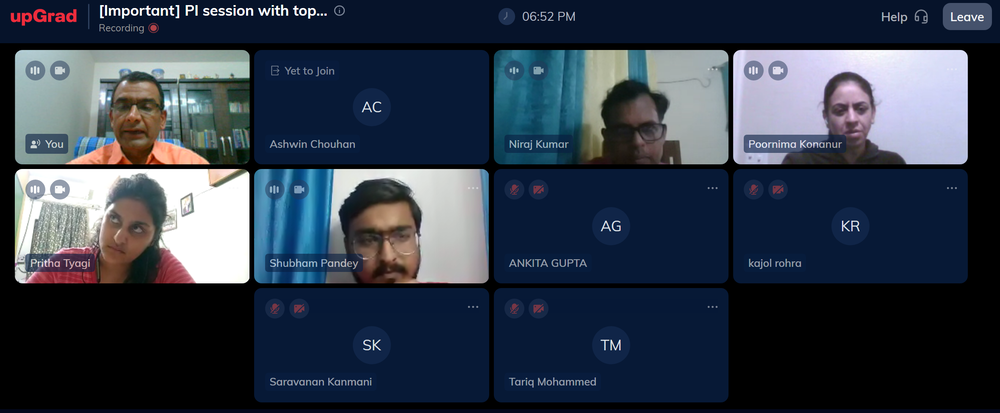 upGrad
[Important] PI session with top...
Recording
06:52 PM
Help
Leave
You
Yet to Join
AC
Ashwin Chouhan
Niraj Kumar
Poornima Konanur
Pritha Tyagi
Shubham Pandey
AG
ANKITA GUPTA
KR
kajol rohra
SK
Saravanan Kanmani
TM
Tariq Mohammed